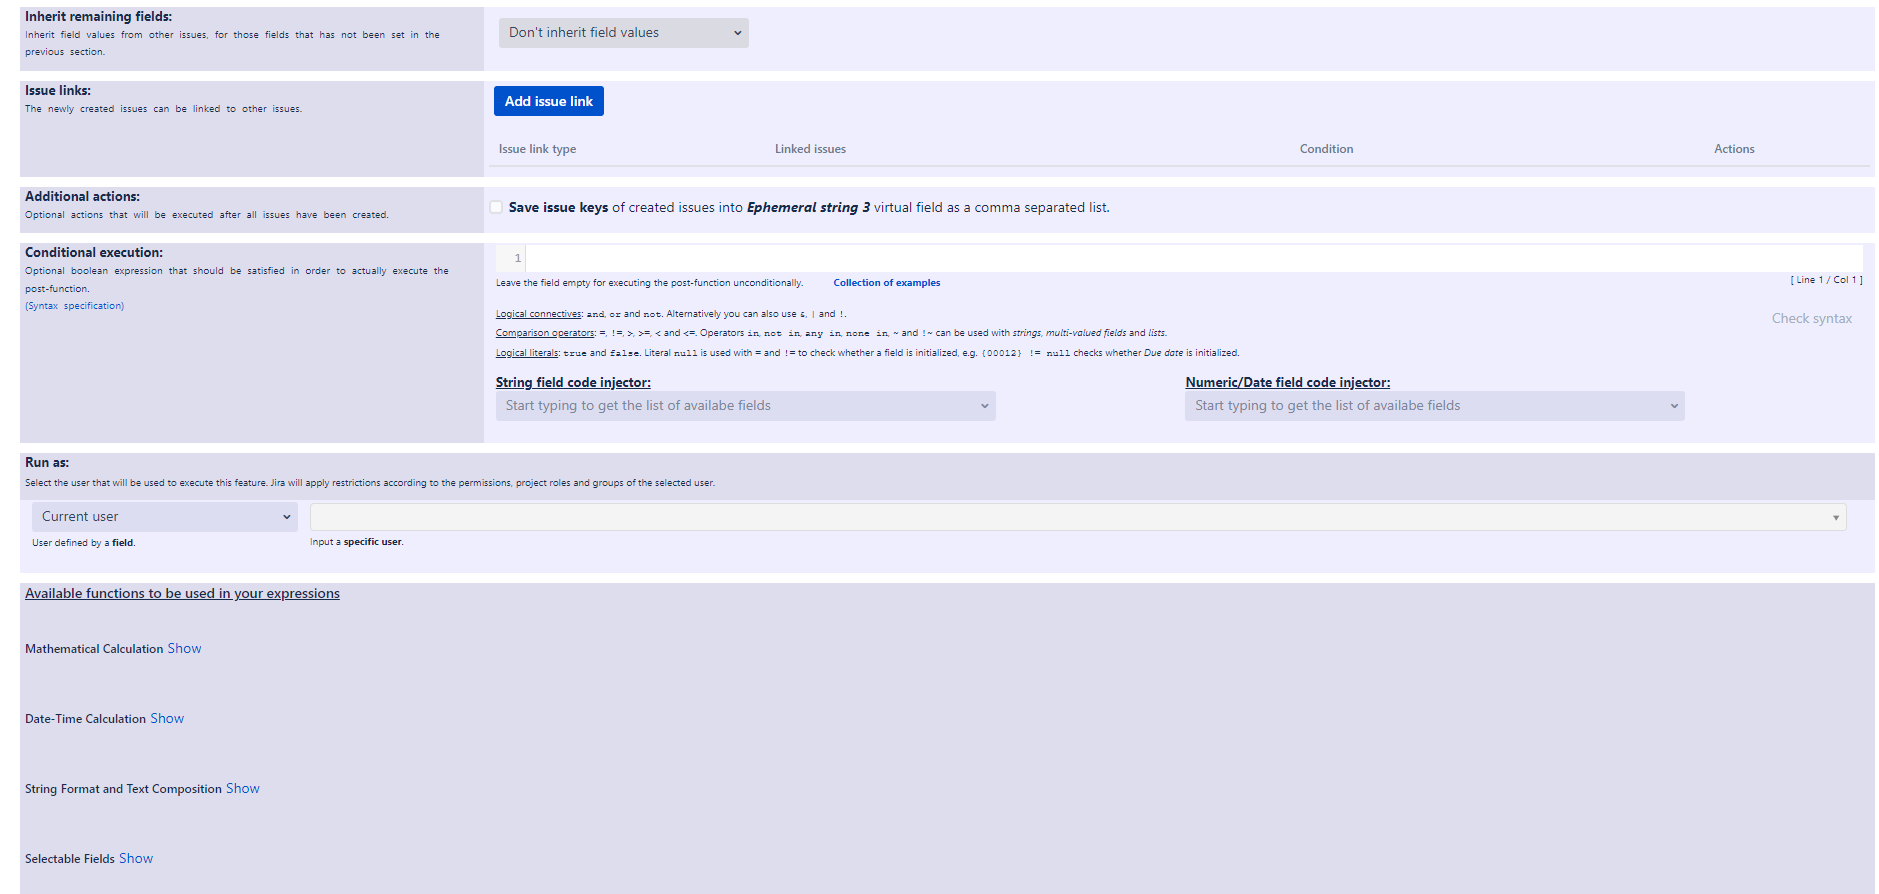 Inherit remaining fields:
Inherit field values from other issues, for those fields that has not been set in the
previous section.
Don't inherit field values
Issue links:
The newly created issues can be linked to other issues.
Add issue link
Issue link type Linked issues Condition Actions
Additional actions:
Optional actions that will be executed after all issues have been created.
Save issue keys of created issues into Ephemeral string 3 virtual field as a comma separated list.
Conditional execution:
Optional boolean expression that should be satisfied in order to actually execute the
post-function.
(Syntax specification)
1
Leave the field empty for executing the post-function unconditionally. Collection of examples [ Line 1 / Col 1 ]
Logical connectives: and, or and not. Alternatively you can also use &, | and !.
Check syntax
Comparison operators: =, !=, >, >=, < and <=. Operators in, not in, any in, none in, ~ and !~ can be used with strings, multi-valued fields and lists.
Logical literals: true and false. Literal null is used with = and != to check whether a field is initialized, e.g. {00012} != null checks whether Due date is initialized.
String field code injector: Numeric/Date field code injector:
Start typing to get the list of availabe fields Start typing to get the list of availabe fields
Run as:
Select the user that will be used to execute this feature. Jira will apply restrictions according to the permissions, project roles and groups of the selected user.
Current user
User defined by a field. Input a specific user.
Available functions to be used in your expressions
Mathematical Calculation Show
Date-Time Calculation Show
String Format and Text Composition Show
Selectable Fields Show